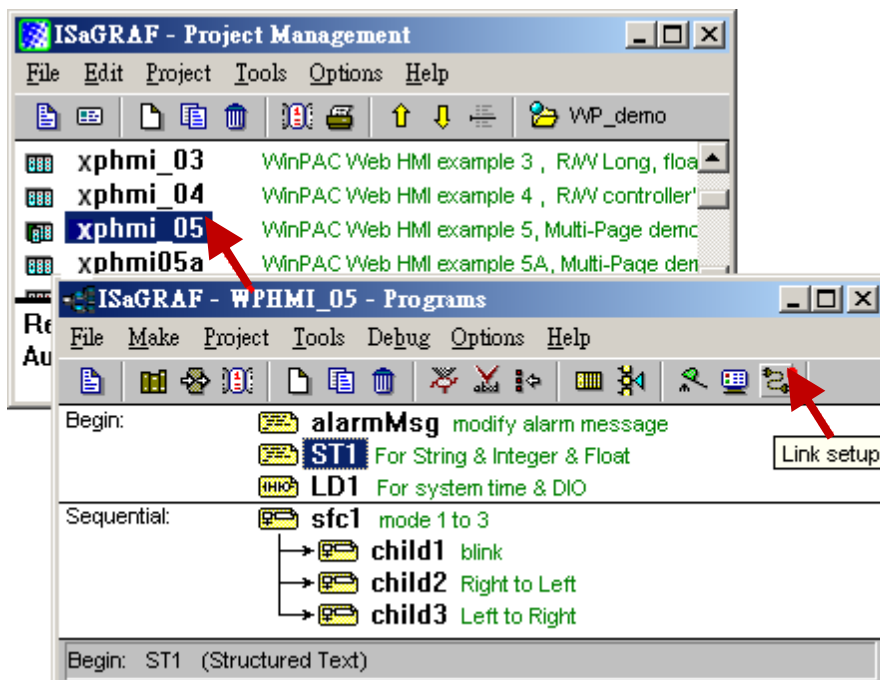 ISaGRAF - Project Management
File Edit Project Tools Options Help
WP_demo
xphmi_03 WinPAC Web HMI example 3 , R/W Long, floa
xphmi_04 WinPAC Web HMI example 4 , R/W controller'
xphmi_05 WinPAC Web HMI example 5, Multi-Page demo
xphmi05a WinPAC Web HMI example 5A, Multi-Page den
Re
Au
ISaGRAF - WPHMI_05 - Programs
File Make Project Tools Debug Options Help
Begin: alarmMsg modify alarm message
ST1 For String & Integer & Float
Link setup
LD1 For system time & DIO
Sequential: sfc1 mode 1 to 3
child1 blink
child2 Right to Left
child3 Left to Right
Begin: ST1 (Structured Text)